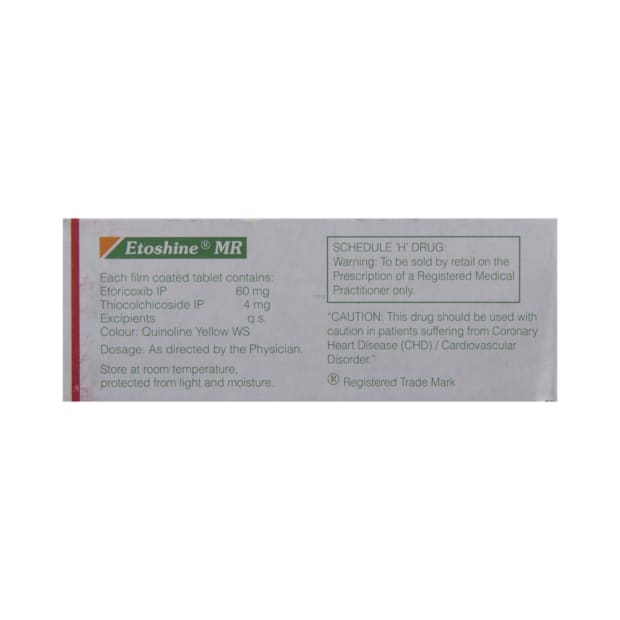 Etoshine® MR
Each film coated tablet contains:
Etoricoxib IP 60 mg
Thiocolchicoside IP 4 mg
Excipients q.s.
Colour: Quinoline Yellow WS
Dosage: As directed by the Physician.
Store at room temperature,
protected from light and moisture.
SCHEDULE 'H' DRUG:
Warning: To be sold by retail on the
Prescription of a Registered Medical
Practitioner only.
"CAUTION: This drug should be used with
caution in patients suffering from Coronary
Heart Disease (CHD) / Cardiovascular
Disorder."
® Registered Trade Mark